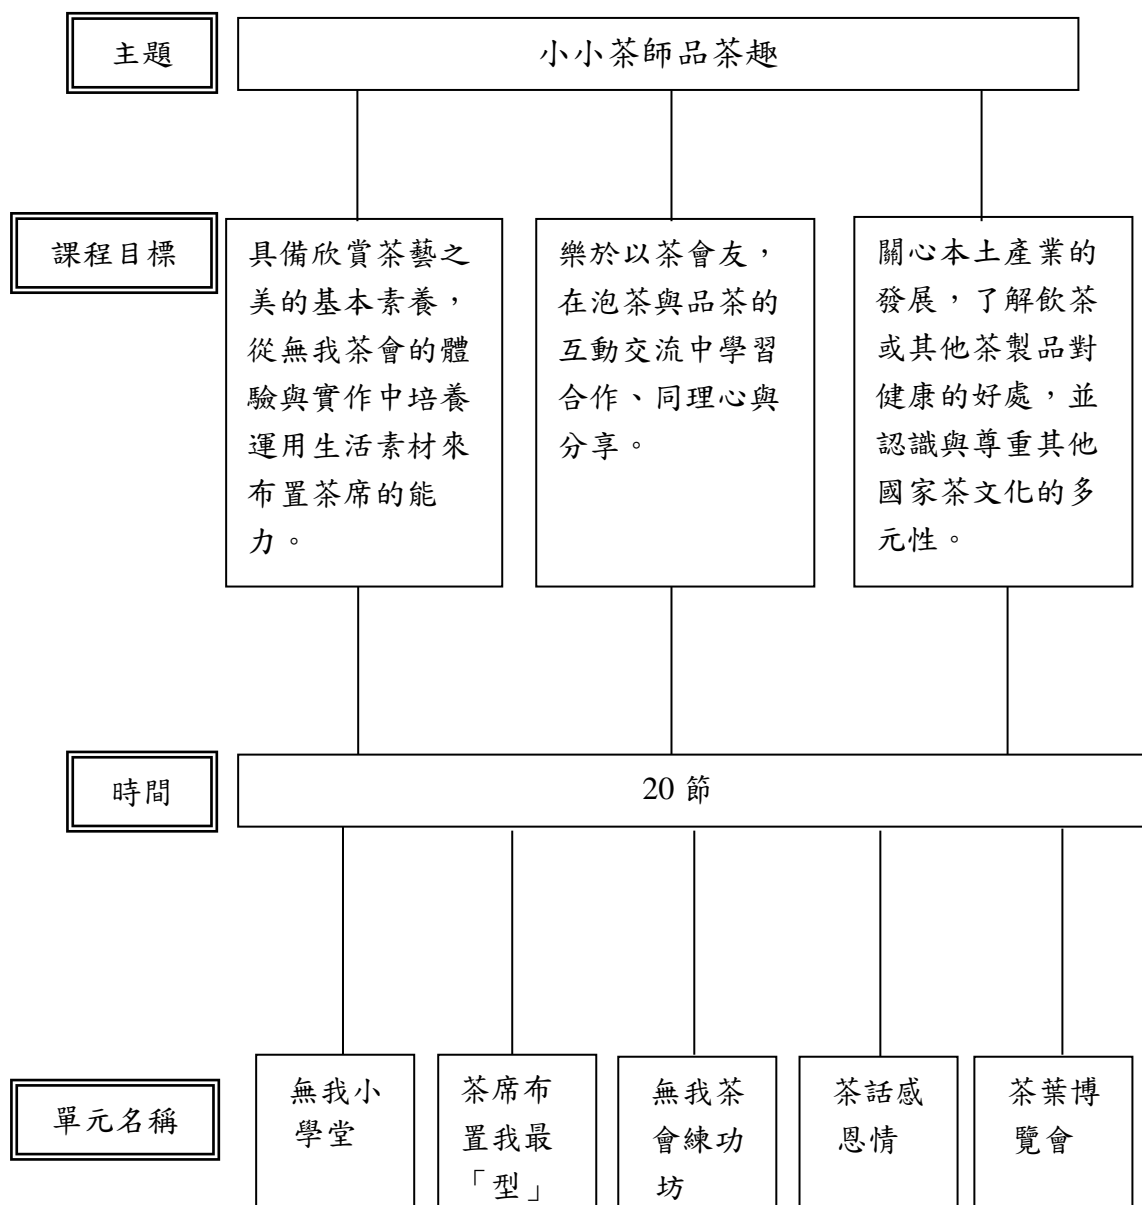 主題
小小茶師品茶趣
課程目標
具備欣賞茶藝之
美的基本素養，
從無我茶會的體
驗與實作中培養
運用生活素材來
布置茶席的能
力。
樂於以茶會友，
在泡茶與品茶的
互動交流中學習
合作、同理心與
分享。
關心本土產業的
發展，了解飲茶
或其他茶製品對
健康的好處，並
認識與尊重其他
國家茶文化的多
元性。
時間
20 節
單元名稱
無我小
學堂
茶席布
置我最
「型」
無我茶
會練功
坊
茶話感
恩情
茶葉博
覽會